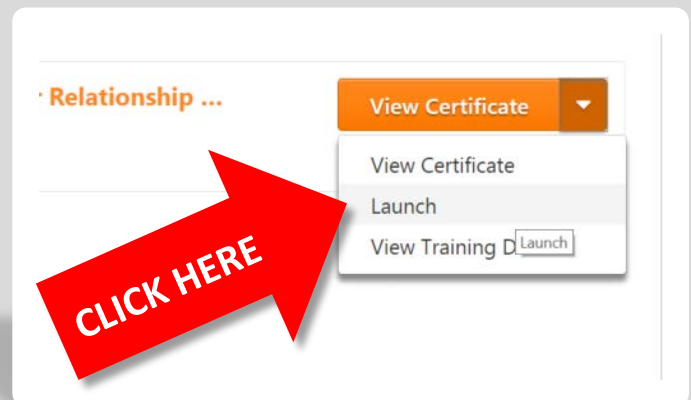 Relationship ...
View Certificate
View Certificate
Launch
View Training D
Launch
CLICK HERE